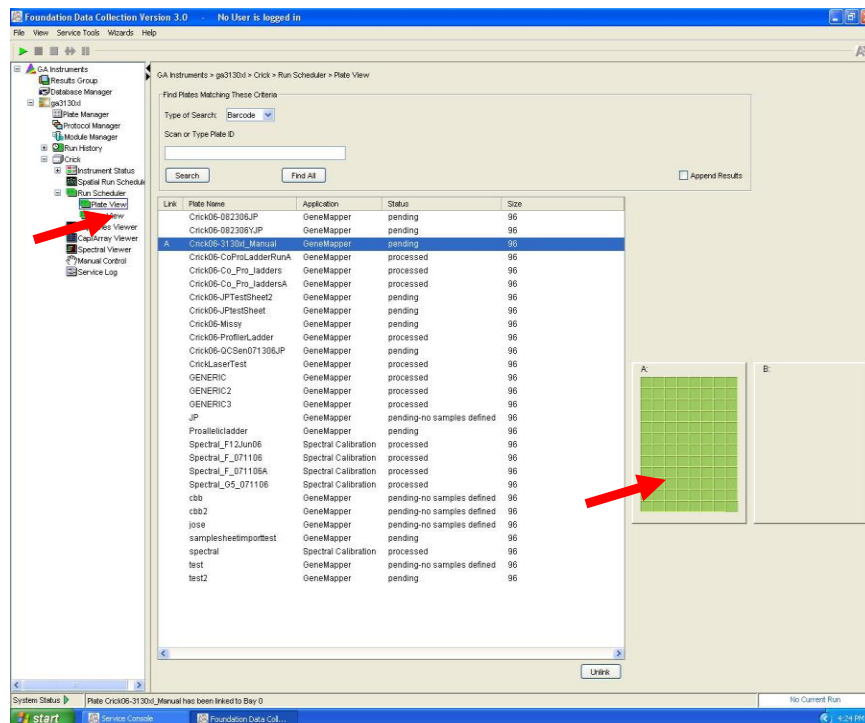 Foundation Data Collection Version 3.0 - No User is logged in
File View Service Tools Wizards Help
GA Instruments
Results Group
Database Manager
ga3130xl
Plate Manager
Protocol Manager
Module Manager
Run History
Crick
Instrument Status
Spatial Run Schedule
Run Scheduler
Plate View
View
Viewer
Cap/Array Viewer
Spectral Viewer
Manual Control
Service Log
GA Instruments > ga3130xl > Crick > Run Scheduler > Plate View
Find Plates Matching These Criteria
Type of Search: Barcode
Scan or Type Plate ID
Search Find All Append Results
Link Plate Name Application Status Size
Crick06-082306JP GeneMapper pending 96
Crick06-082306YJP GeneMapper pending 96
A Crick06-3130xl_Manual GeneMapper pending 96
Crick06-CoProLadderRunA GeneMapper processed 96
Crick06-Co_Pro_ladders GeneMapper processed 96
Crick06-Co_Pro_laddersA GeneMapper processed 96
Crick06-JPTestSheet2 GeneMapper pending 96
Crick06-JPtestSheet GeneMapper pending 96
Crick06-Missy GeneMapper pending 96
Crick06-ProfilerLadder GeneMapper processed 96
Crick06-QCSen071306JP GeneMapper pending 96
CrickLaserTest GeneMapper processed 96
GENERIC GeneMapper processed 96
GENERIC2 GeneMapper processed 96
GENERIC3 GeneMapper processed 96
JP GeneMapper pending-no samples defined 96
Proallelicladder GeneMapper pending 96
Spectral_F12Jun06 Spectral Calibration processed 96
Spectral_F_071106 Spectral Calibration processed 96
Spectral_F_071106A Spectral Calibration processed 96
Spectral_G5_071106 Spectral Calibration processed 96
cbb GeneMapper pending-no samples defined 96
cbb2 GeneMapper pending-no samples defined 96
jose GeneMapper pending-no samples defined 96
samplesheetimporttest GeneMapper pending 96
spectral Spectral Calibration processed 96
test GeneMapper pending-no samples defined 96
test2 GeneMapper pending 96
A: B:
Unlink
System Status Plate Crick06-3130xl_Manual has been linked to Bay 0 No Current Run
start Service Console Foundation Data Coll... 4:24 PM